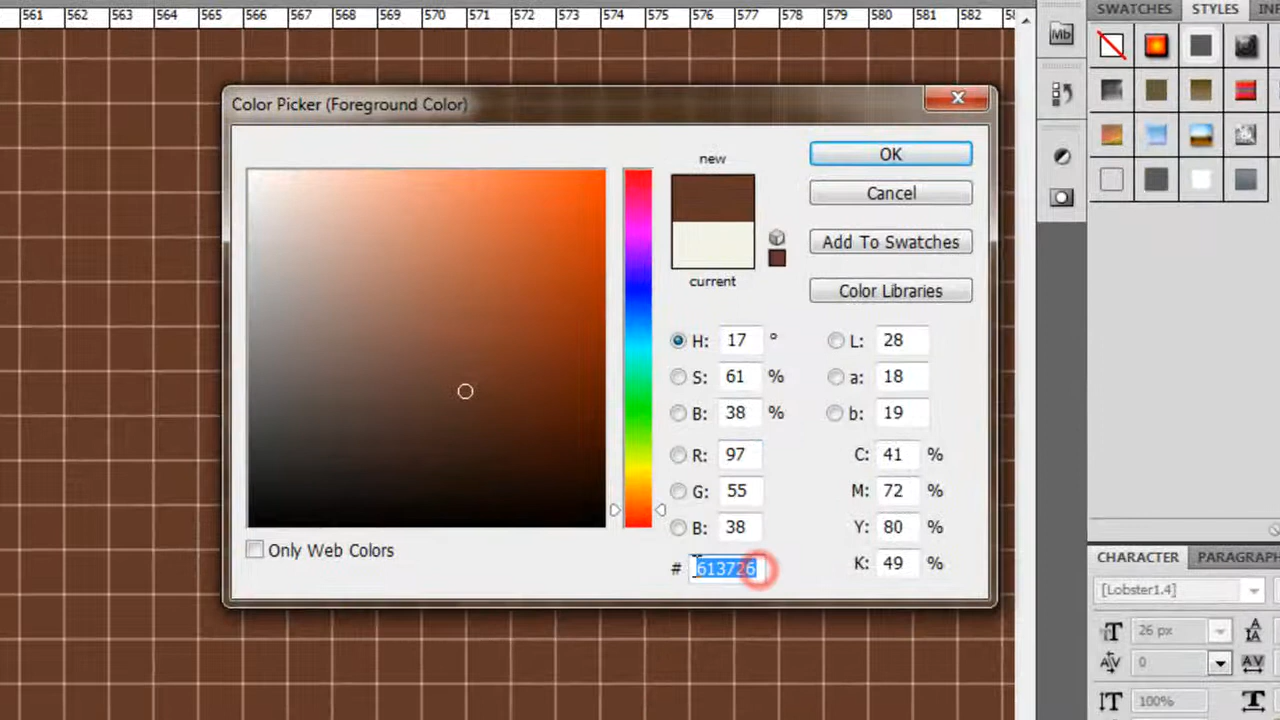 561 562 563 564 565 566 567 568 569 570 571 572 573 574 575 576 577 578 579 580 581 582
SWATCHES STYLES
Mb
Color Picker (Foreground Color)
new
OK
Cancel
Add To Swatches
current
Color Libraries
H: 17 ° L: 28
S: 61 % a: 18
B: 38 % b: 19
R: 97 C: 41 %
G: 55 M: 72 %
B: 38 Y: 80 %
# 613726 K: 49 %
Only Web Colors
CHARACTER PARAGRAPH
[Lobster1.4]
26 px
0
100%